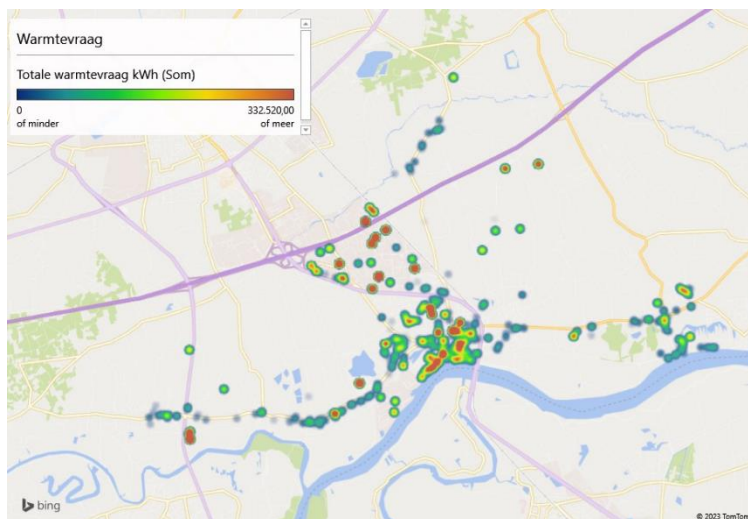 Warmtevraag
Totale warmtevraag kWh (Som)
0 332.520,00
of minder of meer
bing
© 2023 TomTom